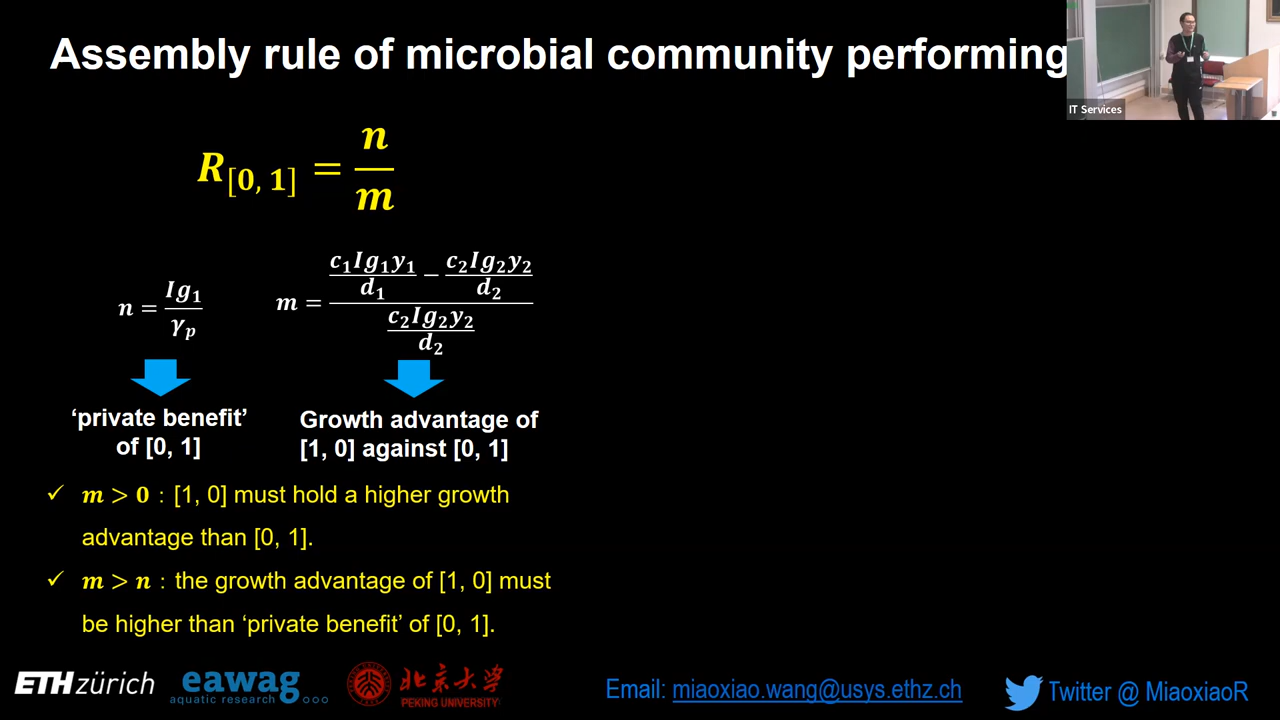 Assembly rule of microbial community performing
IT Services
R[0, 1] = n/m
n = Ig₁/γₚ
m = (c₁Ig₁y₁/d₁ − c₂Ig₂y₂/d₂)/(c₂Ig₂y₂/d₂)
‘private benefit’
of [0, 1]
Growth advantage of
[1, 0] against [0, 1]
✓ m > 0 : [1, 0] must hold a higher growth
advantage than [0, 1].
✓ m > n : the growth advantage of [1, 0] must
be higher than ‘private benefit’ of [0, 1].
ETH zürich
eawag
aquatic research
北京大学
PEKING UNIVERSITY
Email: miaoxiao.wang@usys.ethz.ch
Twitter @ MiaoxiaoR